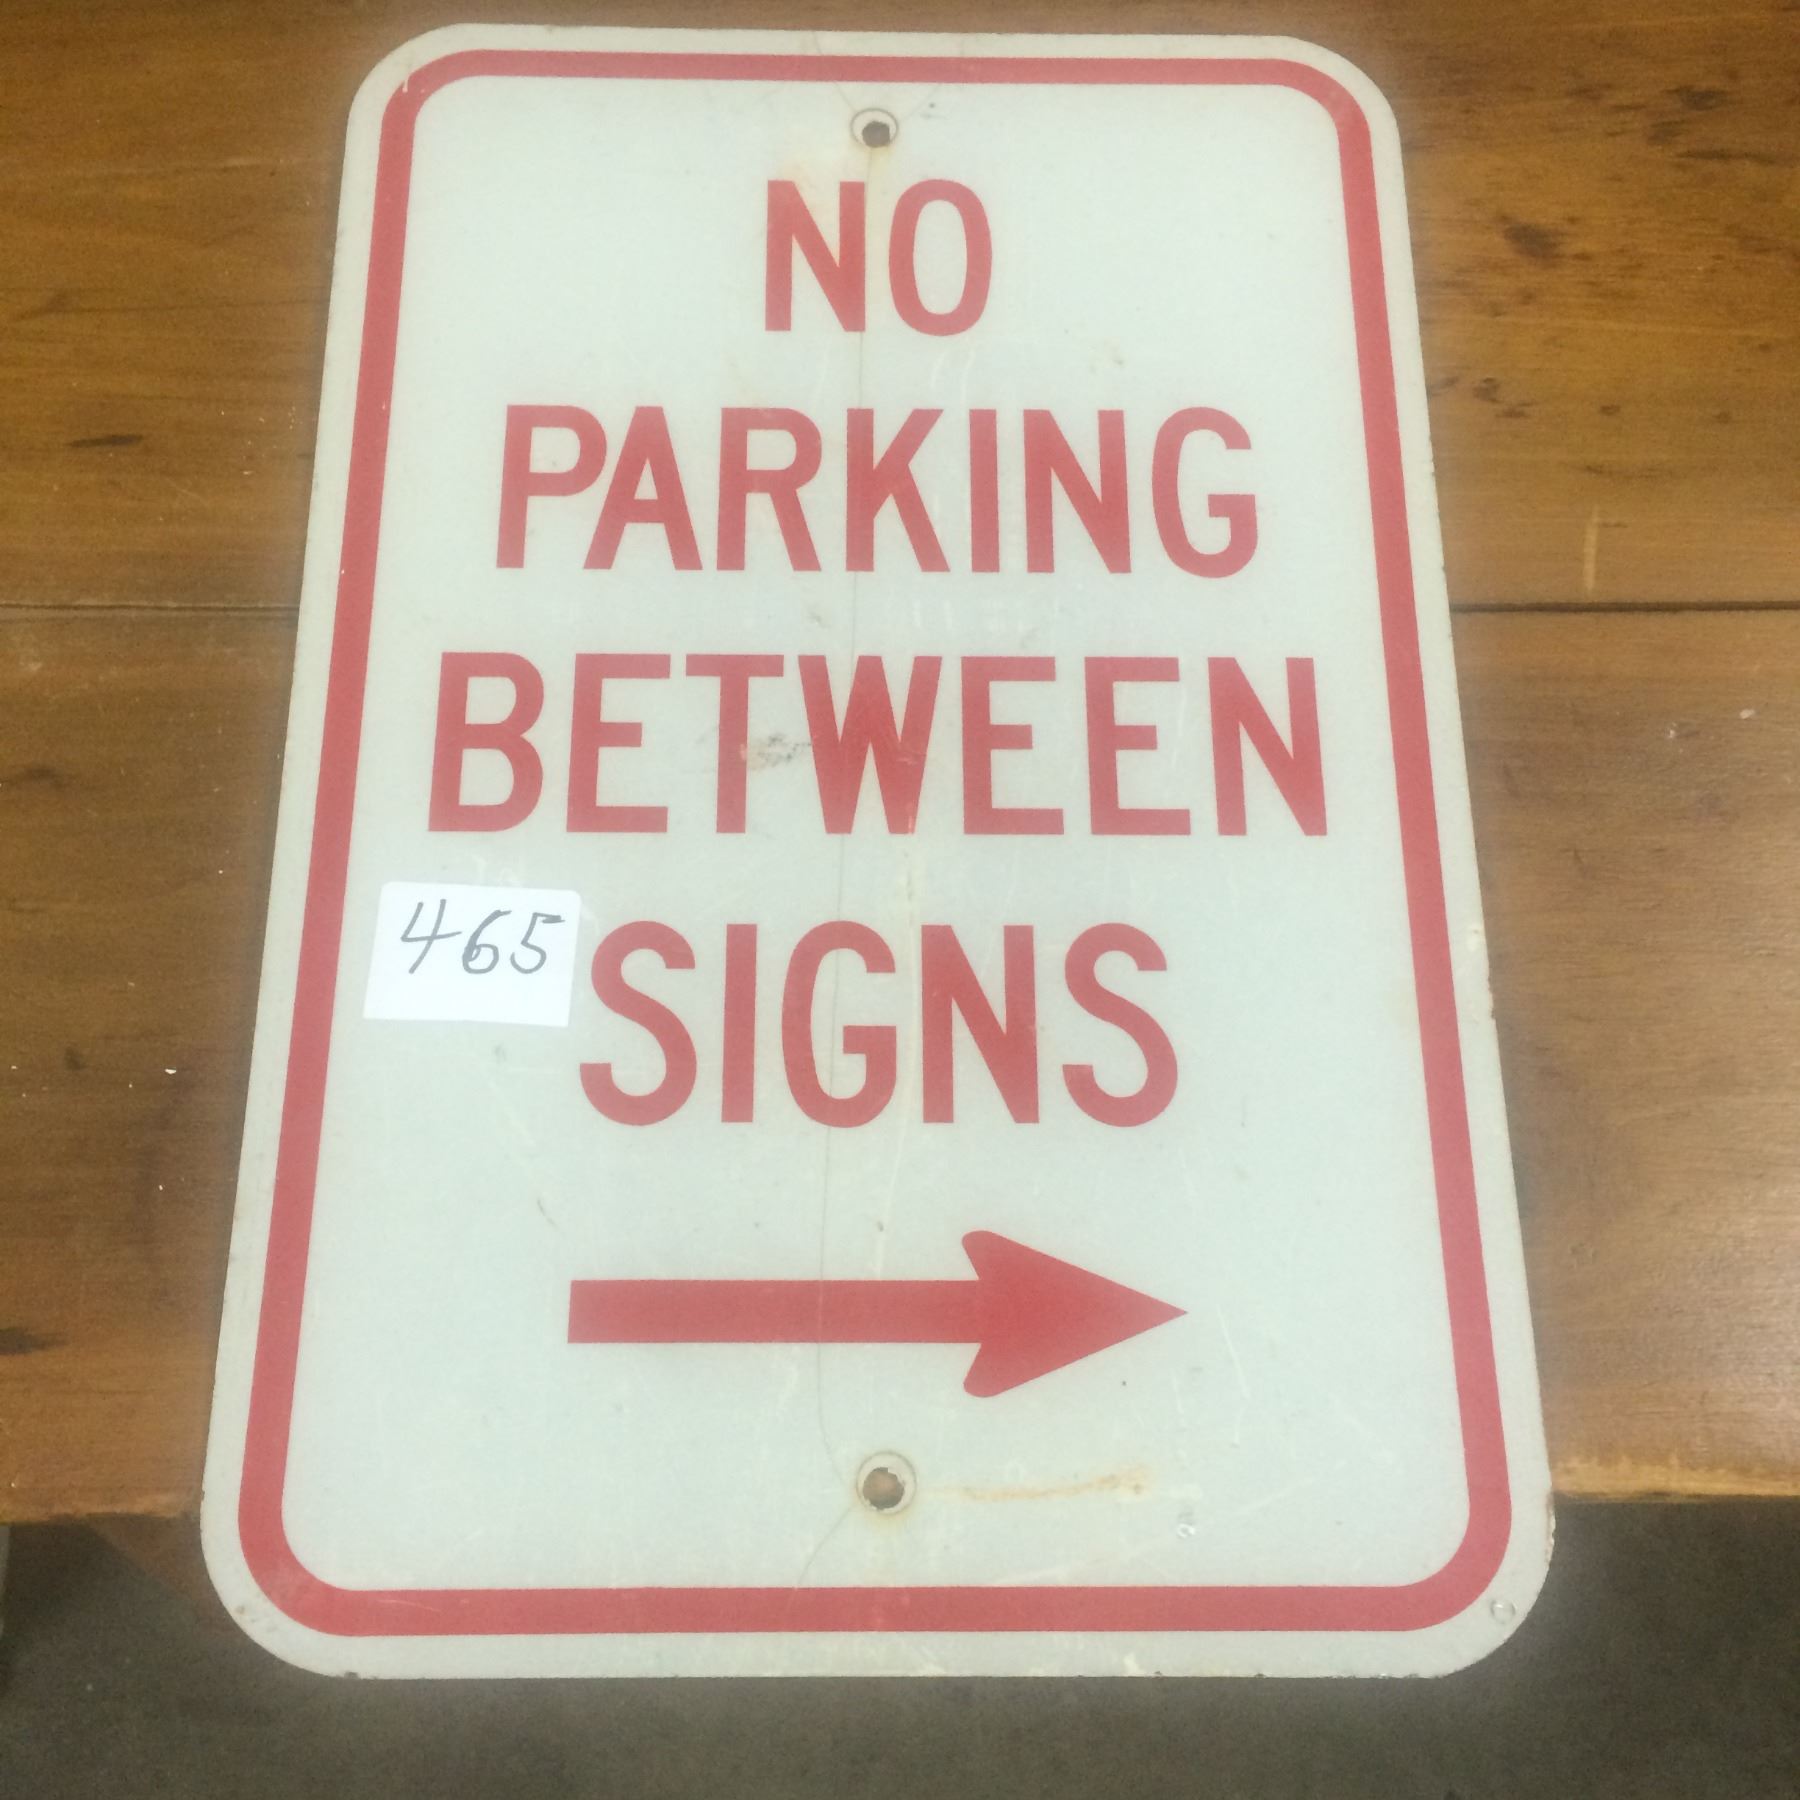 NO
PARKING
BETWEEN
465
SIGNS